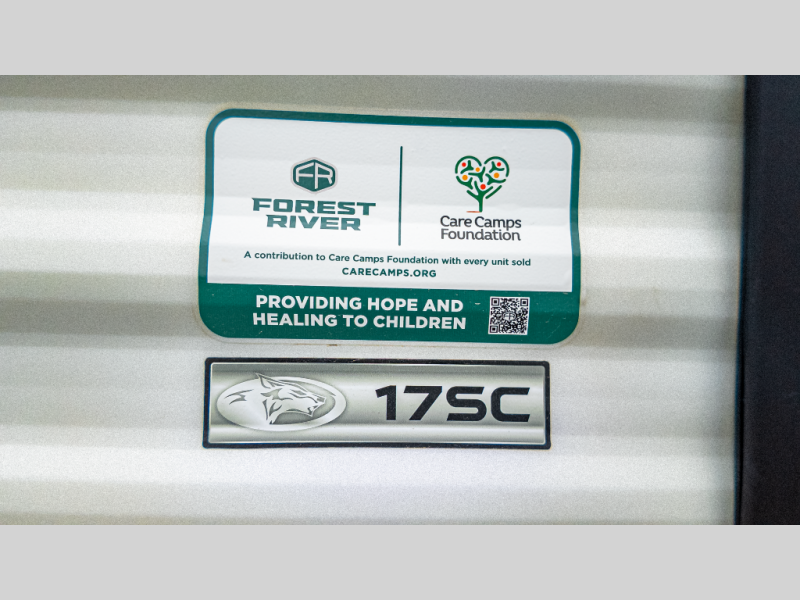 FR
FOREST
RIVER
Care Camps
Foundation
A contribution to Care Camps Foundation with every unit sold
CARECAMPS.ORG
PROVIDING HOPE AND
HEALING TO CHILDREN
17SC